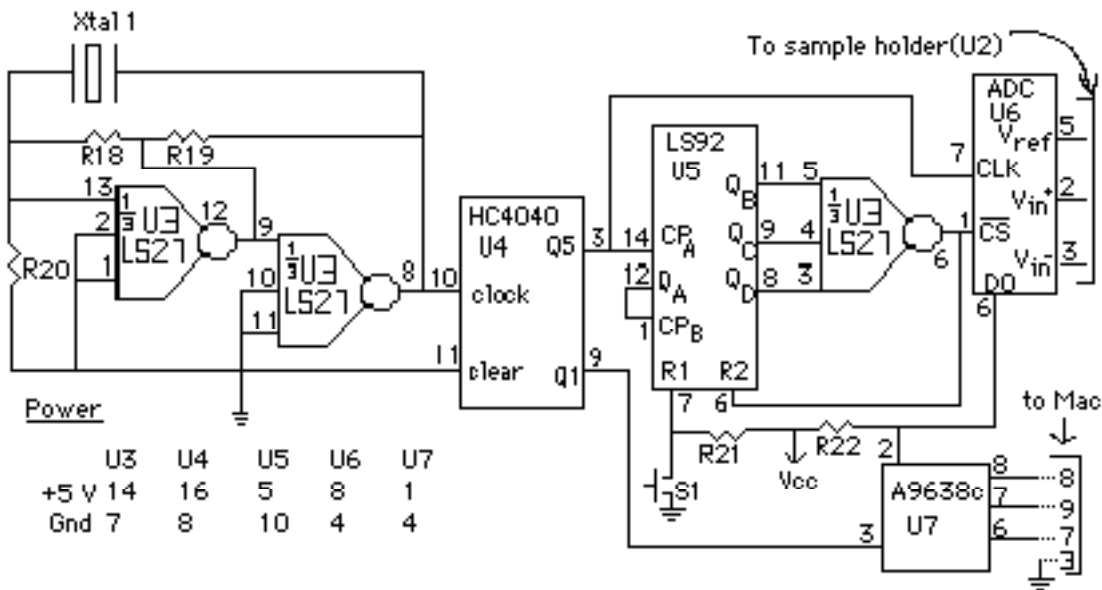 Xtal 1
To sample holder(U2)
R18
R19
R20
13
2
1
1/3 U3
LS27
12
9
10
11
1/3 U3
LS27
8
10
11
HC4040
U4
clock
clear
Q5
Q1
3
9
14
12
1
LS92
U5
CPA
QA
CPB
QB
QC
QD
R1
R2
7
6
11
9
8
5
4
3
1/3 U3
LS27
6
1
7
ADC
U6
Vref
CLK
Vin+
CS
Vin-
DO
5
2
3
6
R21
R22
Vcc
S1
2
3
A9638c
U7
8
7
6
to Mac
8
9
7
3
Power
U3 U4 U5 U6 U7
+5 V 14 16 5 8 1
Gnd 7 8 10 4 4